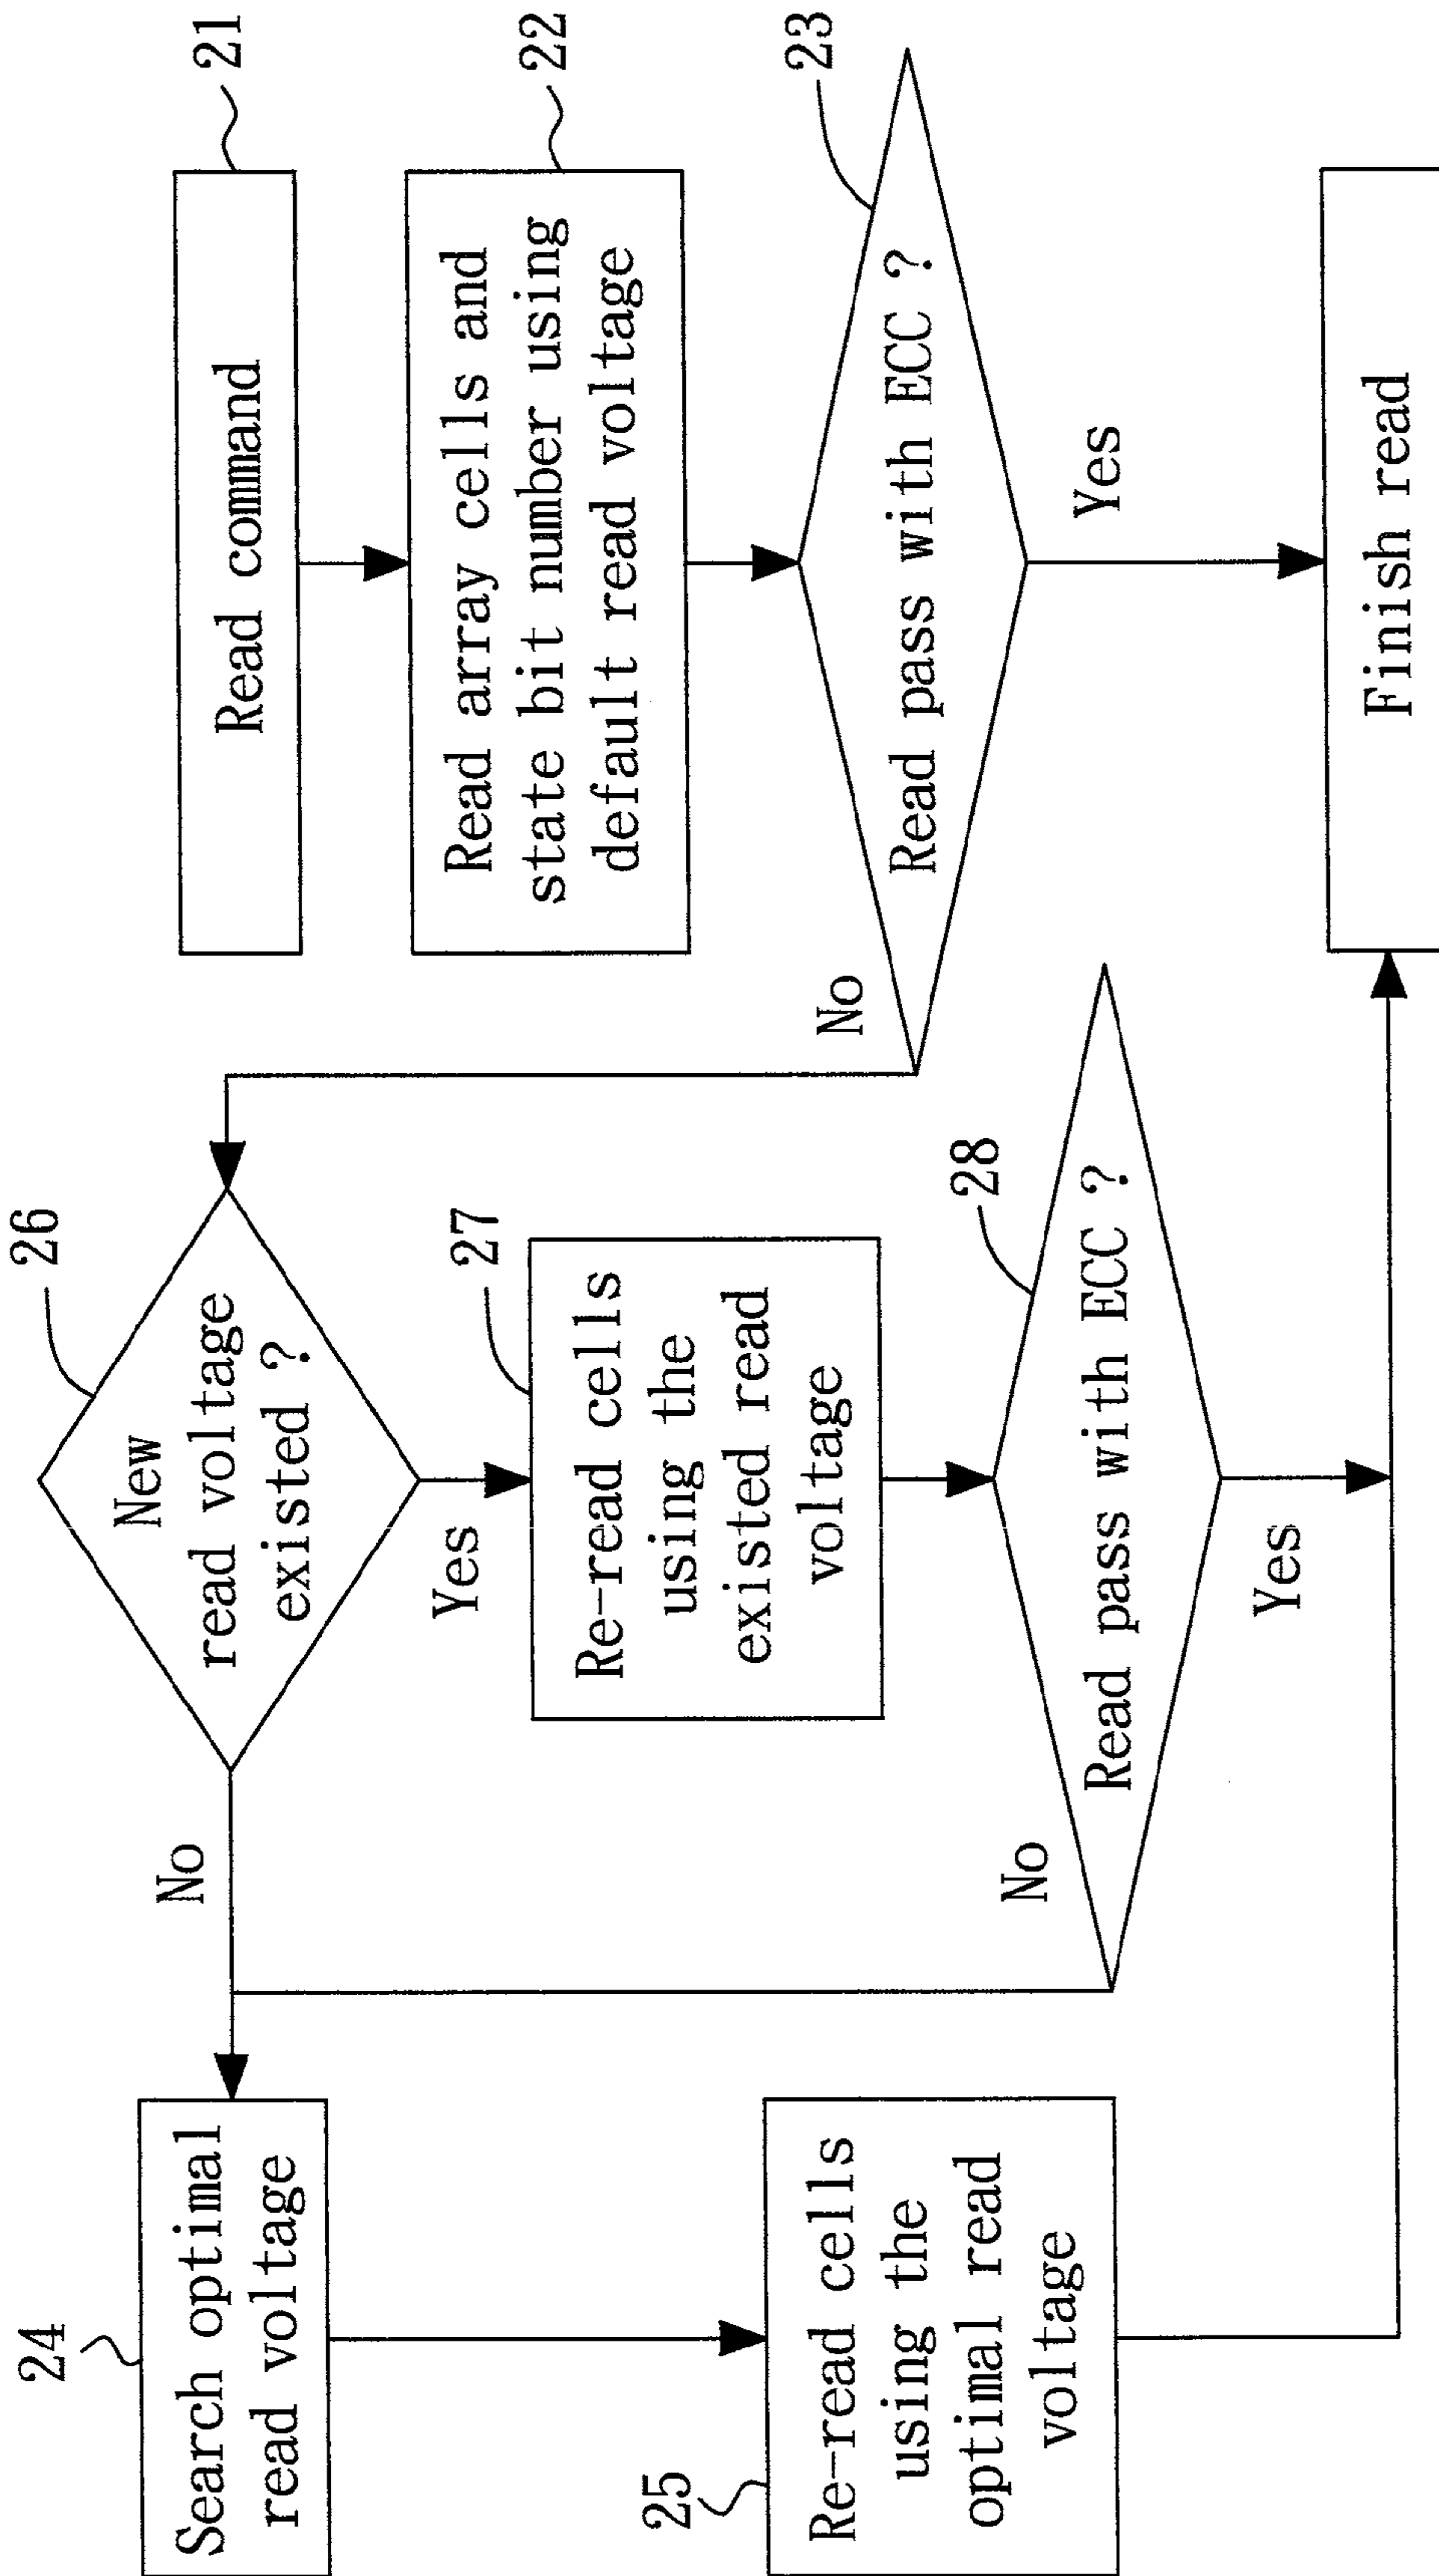 21
Read command
22
Read array cells and
state bit number using
default read voltage
23
Read pass with ECC ?
No
Yes
Finish read
26
New
read voltage
existed ?
No
Yes
27
Re-read cells
using the
existed read
voltage
28
Read pass with ECC ?
No
Yes
24
Search optimal
read voltage
25
Re-read cells
using the
optimal read
voltage